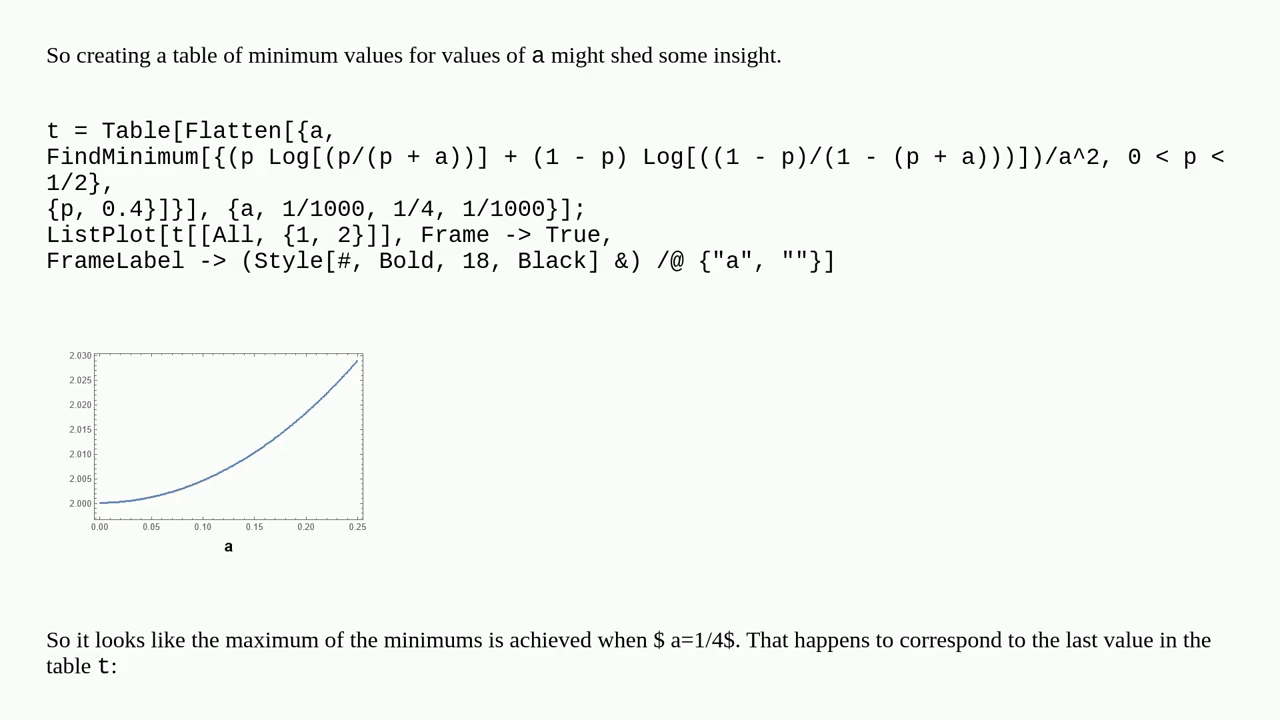 So creating a table of minimum values for values of a might shed some insight.
t = Table[Flatten[{a,
FindMinimum[{(p Log[(p/(p + a))] + (1 - p) Log[((1 - p)/(1 - (p + a)))])/a^2, 0 < p <
1/2},
{p, 0.4}]}], {a, 1/1000, 1/4, 1/1000}];
ListPlot[t[[All, {1, 2}]], Frame -> True,
FrameLabel -> (Style[#, Bold, 18, Black] &) /@ {"a", ""}]
2.030
2.025
2.020
2.015
2.010
2.005
2.000
0.00 0.05 0.10 0.15 0.20 0.25
a
So it looks like the maximum of the minimums is achieved when $ a=1/4$. That happens to correspond to the last value in the
table t: